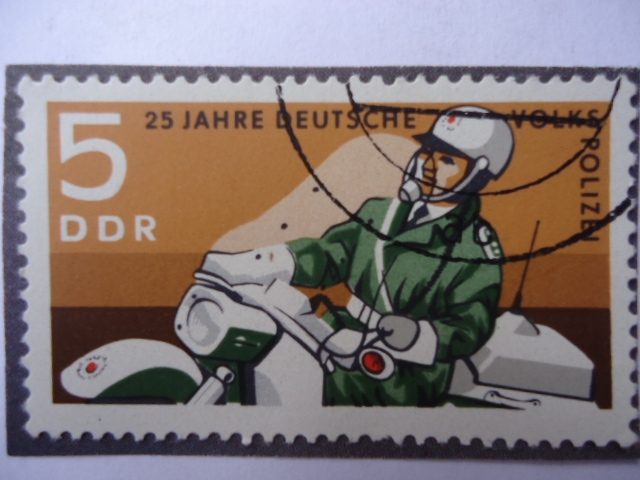 5
DDR
25 JAHRE DEUTSCHE VOLKSPOLIZEI